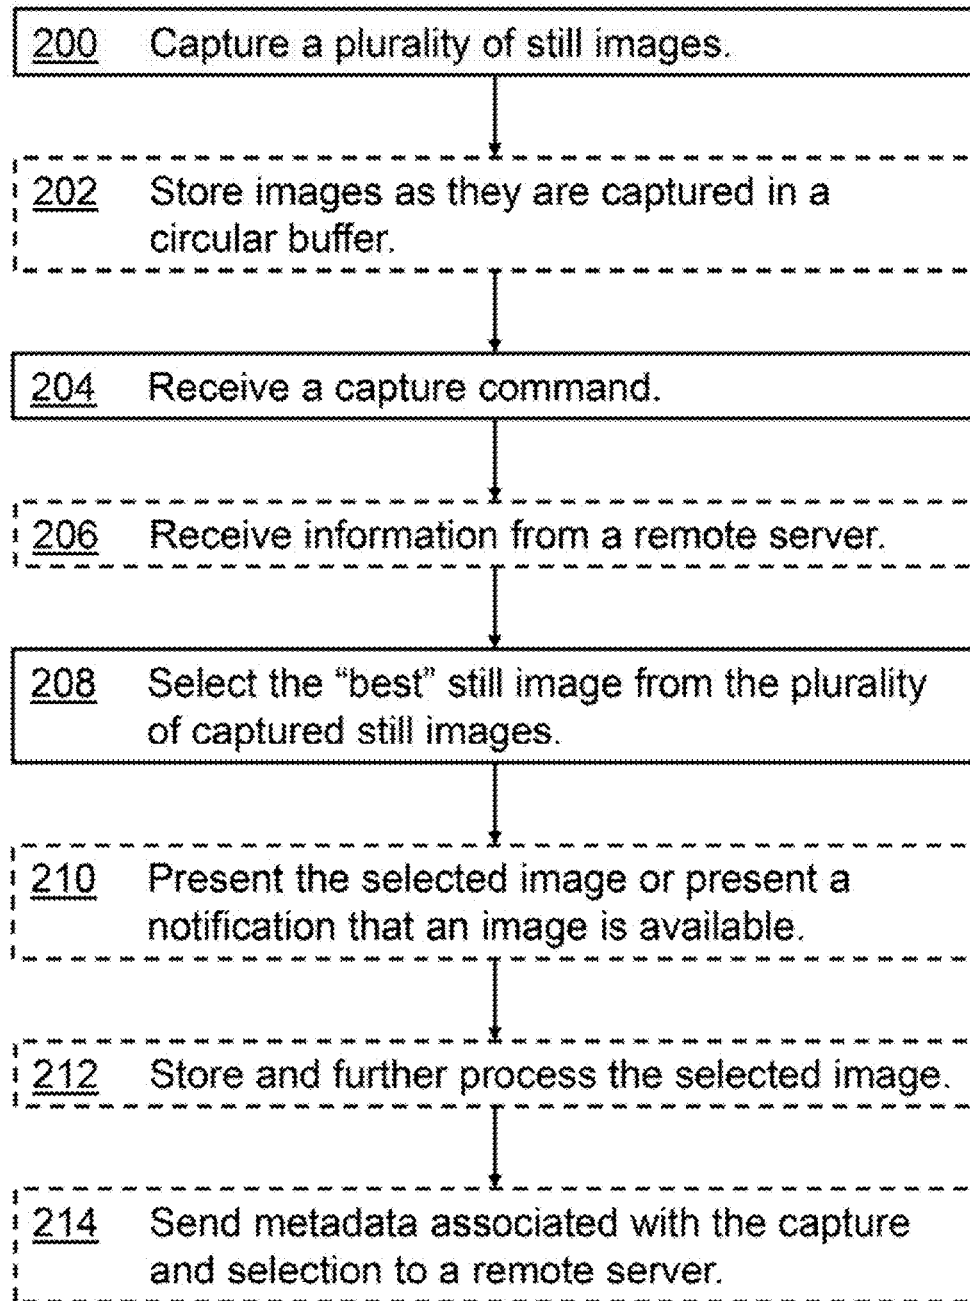 200 Capture a plurality of still images.
202 Store images as they are captured in a
circular buffer.
204 Receive a capture command.
206 Receive information from a remote server.
208 Select the “best” still image from the plurality
of captured still images.
210 Present the selected image or present a
notification that an image is available.
212 Store and further process the selected image.
214 Send metadata associated with the capture
and selection to a remote server.